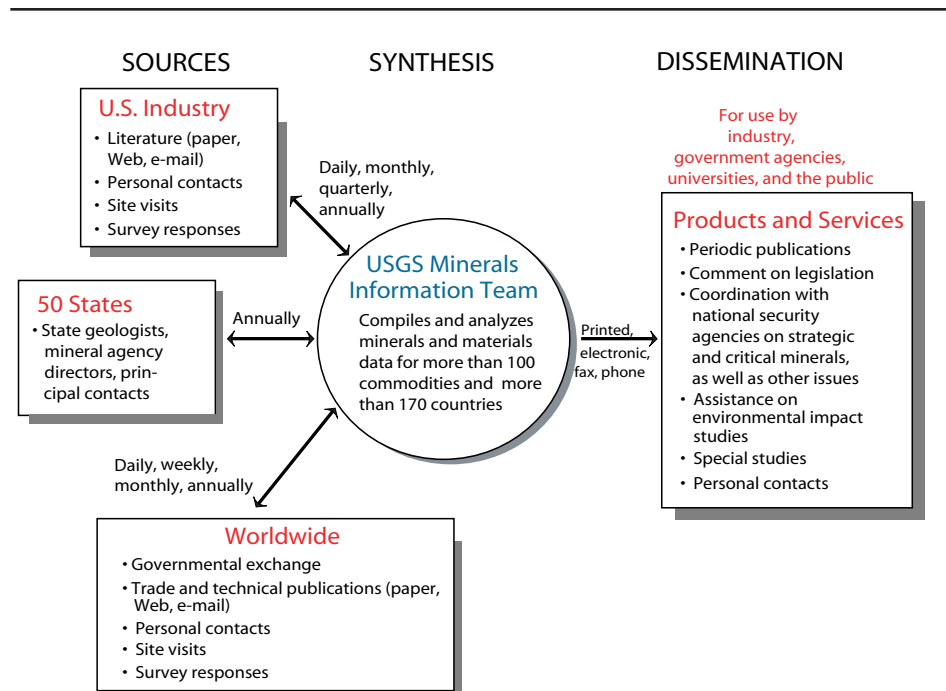 SOURCES
SYNTHESIS
DISSEMINATION
U.S. Industry
• Literature (paper,
Web, e-mail)
• Personal contacts
• Site visits
• Survey responses
Daily, monthly,
quarterly,
annually
50 States
• State geologists,
mineral agency
directors, prin-
cipal contacts
Annually
USGS Minerals
Information Team
Compiles and analyzes
minerals and materials
data for more than 100
commodities and more
than 170 countries
Daily, weekly,
monthly, annually
Worldwide
• Governmental exchange
• Trade and technical publications (paper,
Web, e-mail)
• Personal contacts
• Site visits
• Survey responses
Printed,
electronic,
fax, phone
For use by
industry,
government agencies,
universities, and the public
Products and Services
• Periodic publications
• Comment on legislation
• Coordination with
national security
agencies on strategic
and critical minerals,
as well as other issues
• Assistance on
environmental impact
studies
• Special studies
• Personal contacts